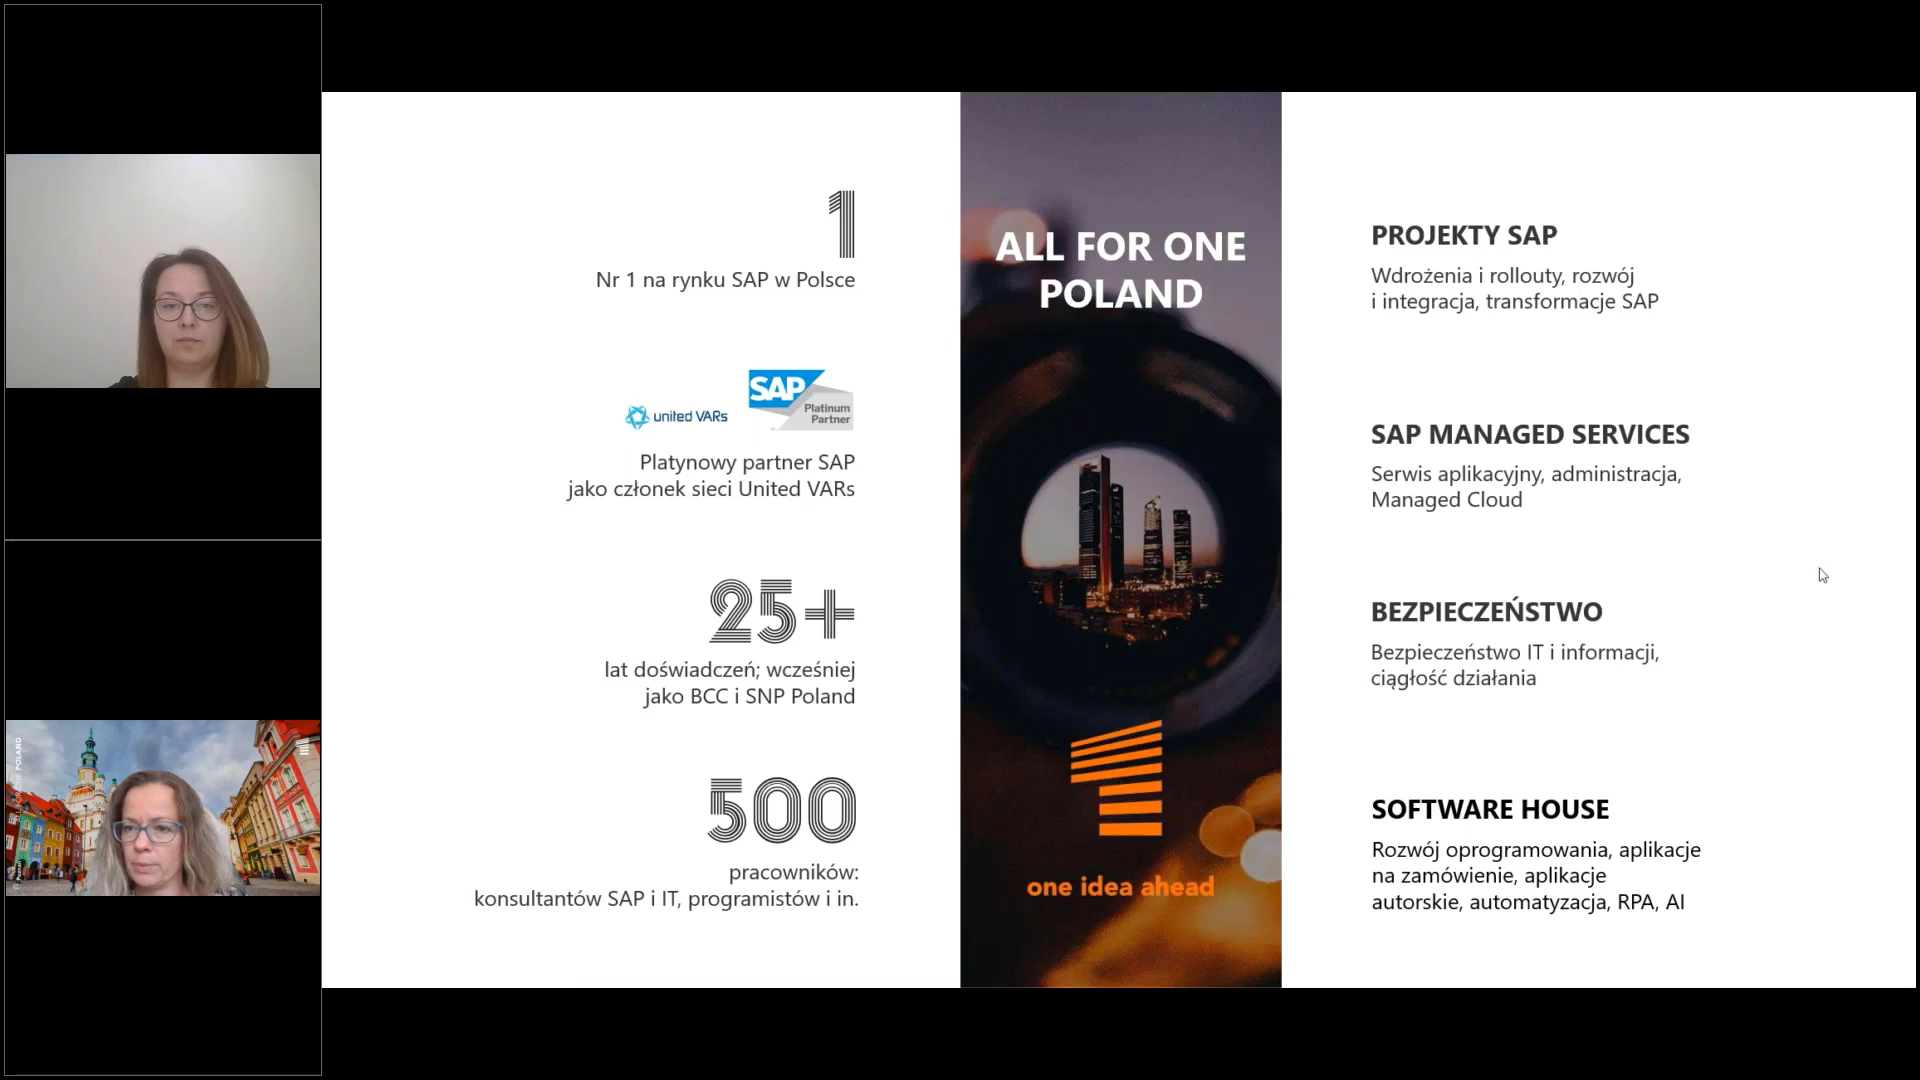 1
Nr 1 na rynku SAP w Polsce
united VARs
SAP
Platinum
Partner
Platynowy partner SAP
jako członek sieci United VARs
25+
lat doświadczeń; wcześniej
jako BCC i SNP Poland
500
pracowników:
konsultantów SAP i IT, programistów i in.
ALL FOR ONE
POLAND
one idea ahead
PROJEKTY SAP
Wdrożenia i rollouty, rozwój
i integracja, transformacje SAP
SAP MANAGED SERVICES
Serwis aplikacyjny, administracja,
Managed Cloud
BEZPIECZEŃSTWO
Bezpieczeństwo IT i informacji,
ciągłość działania
SOFTWARE HOUSE
Rozwój oprogramowania, aplikacje
na zamówienie, aplikacje
autorskie, automatyzacja, RPA, AI
POLAND